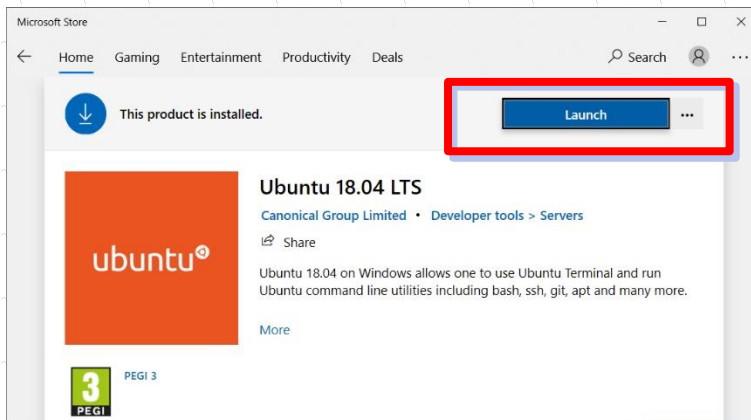 Microsoft Store
Home Gaming Entertainment Productivity Deals Search
This product is installed.
Launch
Ubuntu 18.04 LTS
Canonical Group Limited • Developer tools > Servers
Share
ubuntu®
Ubuntu 18.04 on Windows allows one to use Ubuntu Terminal and run
Ubuntu command line utilities including bash, ssh, git, apt and many more.
More
3
PEGI
PEGI 3